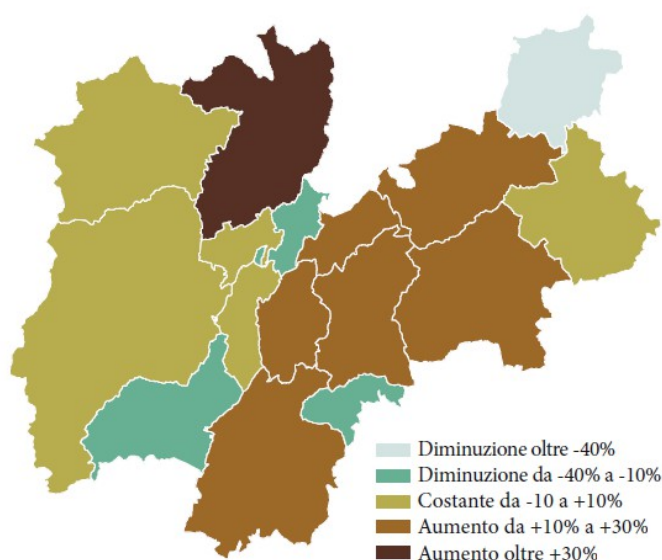 Diminuzione oltre -40%
Diminuzione da -40% a -10%
Costante da -10 a +10%
Aumento da +10% a +30%
Aumento oltre +30%